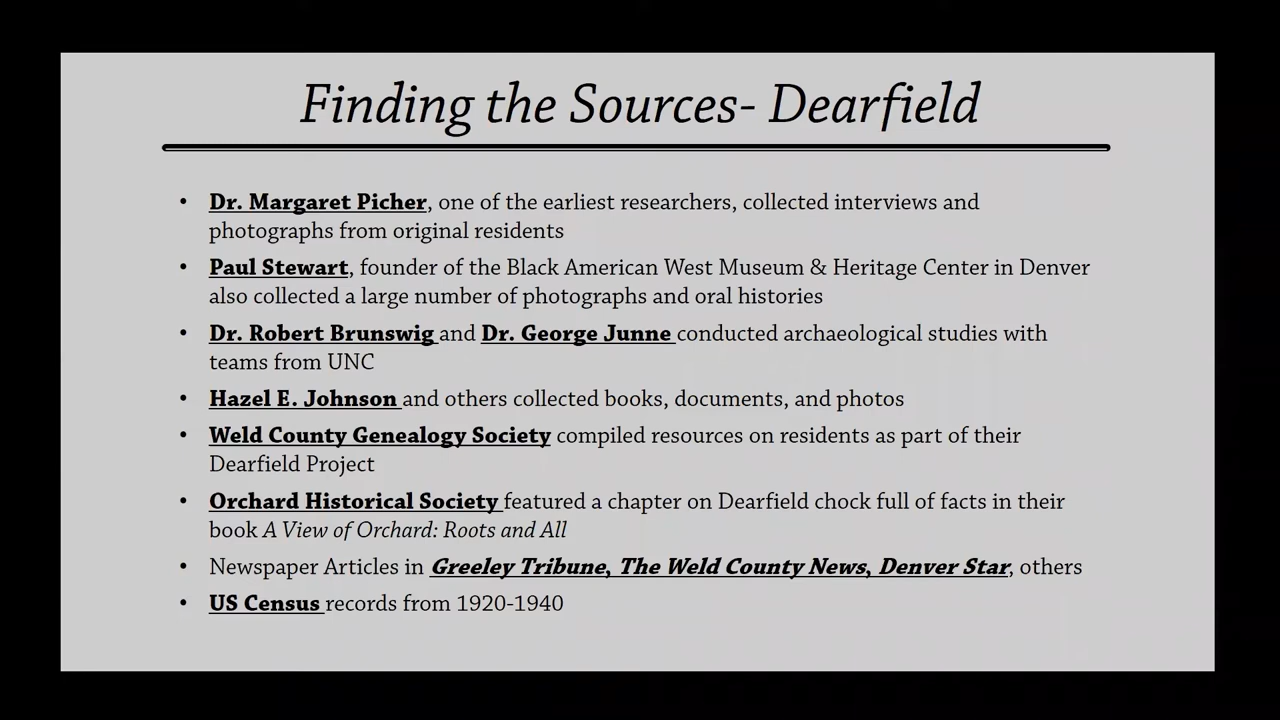 Finding the Sources- Dearfield
• Dr. Margaret Picher, one of the earliest researchers, collected interviews and
photographs from original residents
• Paul Stewart, founder of the Black American West Museum & Heritage Center in Denver
also collected a large number of photographs and oral histories
• Dr. Robert Brunswig and Dr. George Junne conducted archaeological studies with
teams from UNC
• Hazel E. Johnson and others collected books, documents, and photos
• Weld County Genealogy Society compiled resources on residents as part of their
Dearfield Project
• Orchard Historical Society featured a chapter on Dearfield chock full of facts in their
book A View of Orchard: Roots and All
• Newspaper Articles in Greeley Tribune, The Weld County News, Denver Star, others
• US Census records from 1920-1940